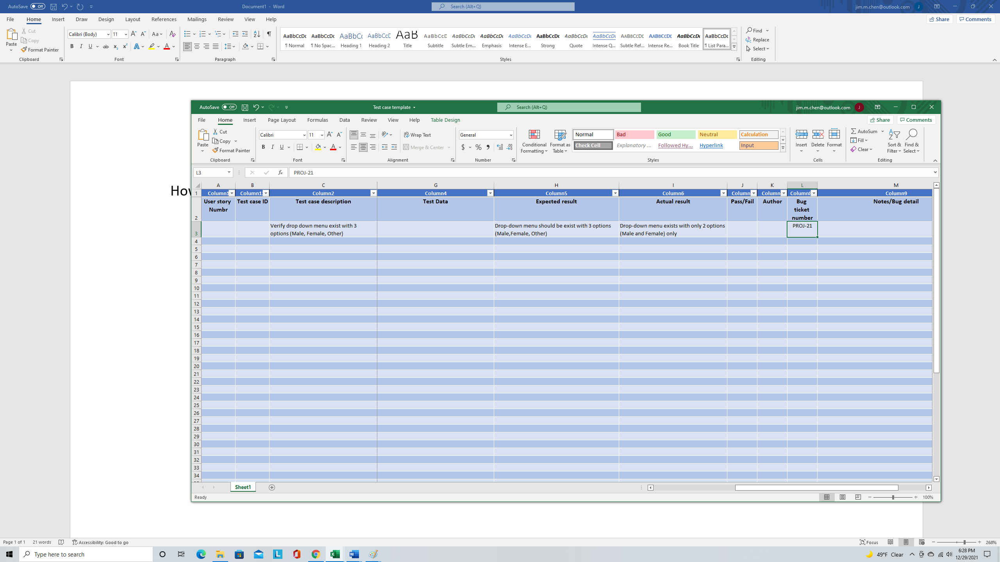 AutoSave Off Document1 - Word Search (Alt+Q) jim.m.chen@outlook.com J
File Home Insert Draw Design Layout References Mailings Review View Help Share Comments
Paste Cut Copy Format Painter
Calibri (Body) 11 Aa
AaBbCcDc AaBbCcDc AaBbCc AaBbCcD AaB AaBbCcD AaBbCcDc AaBbCcDc AaBbCcDc AaBbCcDc AaBbCcDc AaBbCcDc AaBbCcDc AaBbCcDc AaBbCcDc AaBbCcDc
¶ Normal ¶ No Spac... Heading 1 Heading 2 Title Subtitle Subtle Em... Emphasis Intense E... Strong Quote Intense Q... Subtle Ref... Intense Re... Book Title ¶ List Para...
Find Replace Select
Clipboard Font Paragraph Styles Editing
How
AutoSave Off Test case template Search (Alt+Q) jim.m.chen@outlook.com J
File Home Insert Page Layout Formulas Data Review View Help Table Design Share Comments
Paste Cut Copy Format Painter
Calibri 11
Wrap Text
Merge & Center
General
Conditional Formatting Format as Table
Normal Bad Good Neutral Calculation
Check Cell Explanatory ... Followed Hy... Hyperlink Input
Insert Delete Format
AutoSum Fill Clear
Sort & Filter Find & Select
Clipboard Font Alignment Number Styles Cells Editing
L3 fx PROJ-21
A B C G H I J K L M
1 Column1 Column1 Column2 Column4 Column5 Column6 Column Column Column8 Column9
2 User story Numbr Test case ID Test case description Test Data Expected result Actual result Pass/Fail Author Bug ticket number Notes/Bug detail
3 Verify drop down menu exist with 3 options (Male, Female, Other) Drop-down menu should be exist with 3 options (Male,Female, Other) Drop-down menu exists with only 2 options (Male and Female) only PROJ-21
4
5
6
7
8
9
10
11
12
13
14
15
16
17
18
19
20
21
22
23
24
25
26
27
28
29
30
31
32
33
34
Sheet1
Ready 100%
Page 1 of 1 21 words Accessibility: Good to go Focus 268%
Type here to search 49°F Clear 6:28 PM
12/29/2021